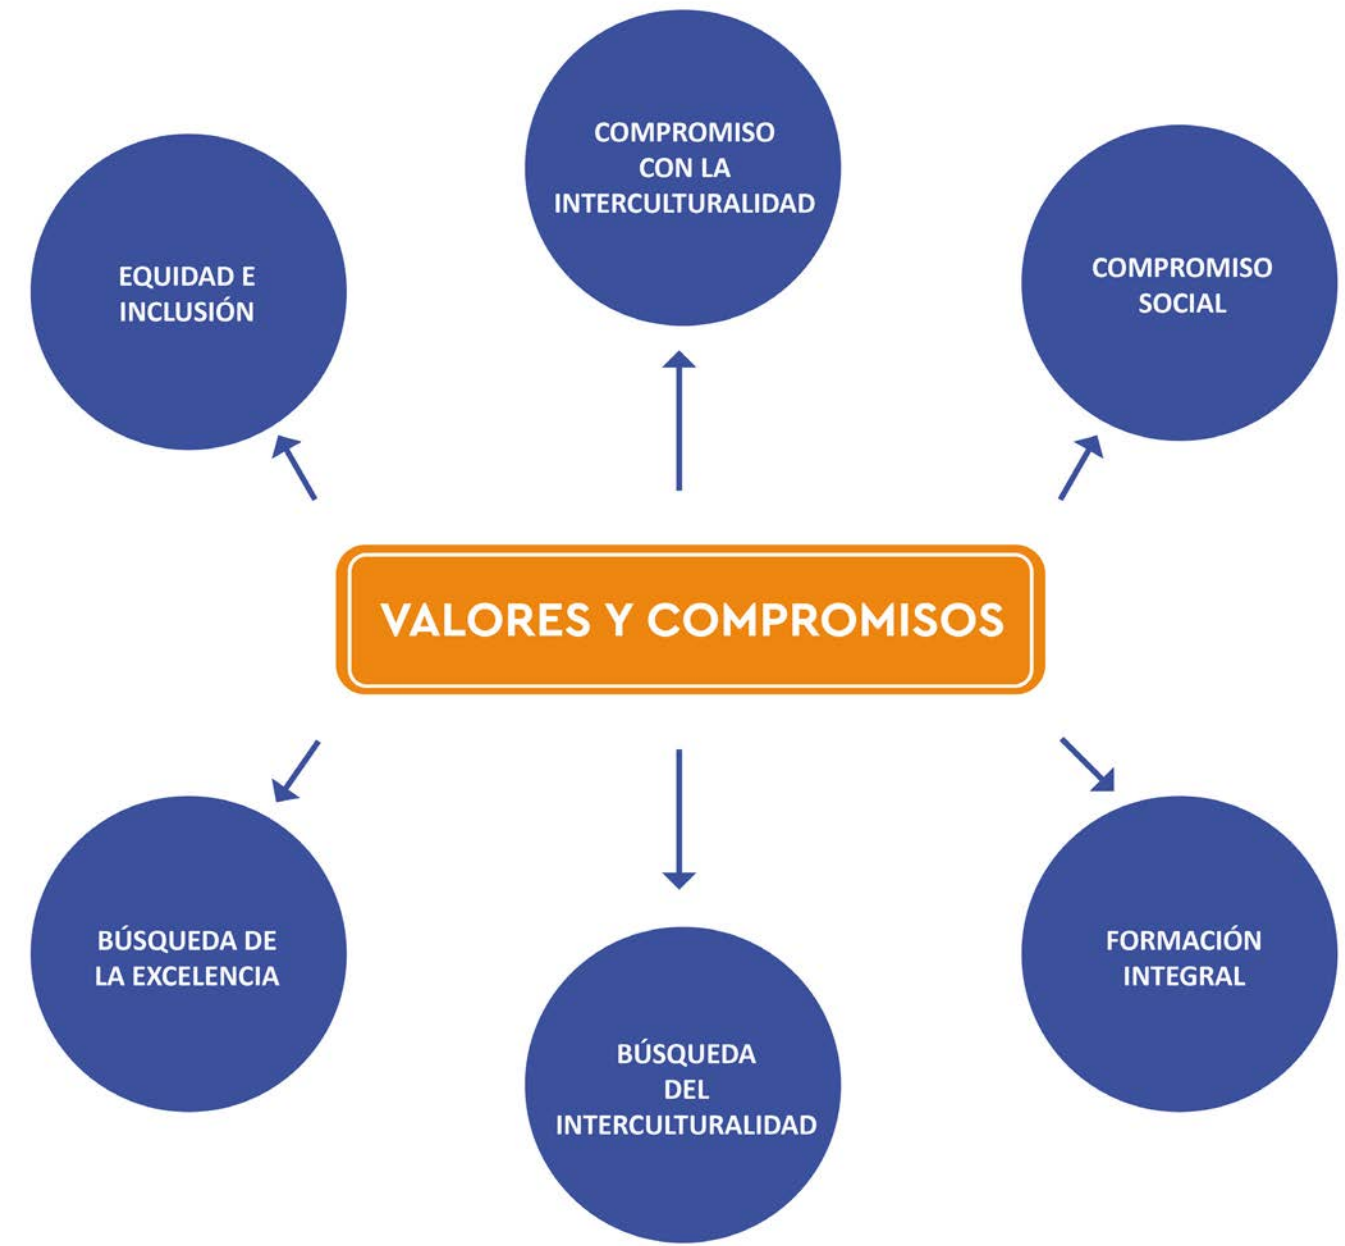 COMPROMISO
CON LA
INTERCULTURALIDAD
EQUIDAD E
INCLUSIÓN
COMPROMISO
SOCIAL
VALORES Y COMPROMISOS
BÚSQUEDA DE
LA EXCELENCIA
FORMACIÓN
INTEGRAL
BÚSQUEDA
DEL
INTERCULTURALIDAD